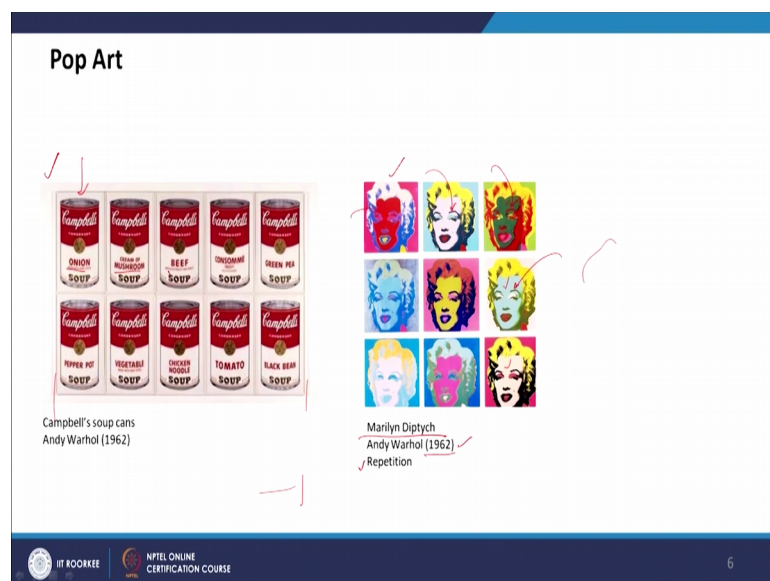 Pop Art
Campbell's Campbell's Campbell's Campbell's Campbell's
CONDENSED CONDENSED CONDENSED CONDENSED CONDENSED
ONION CREAM OF MUSHROOM BEEF CONSOMMÉ GREEN PEA
SOUP SOUP SOUP SOUP SOUP
Campbell's Campbell's Campbell's Campbell's Campbell's
CONDENSED CONDENSED CONDENSED CONDENSED CONDENSED
PEPPER POT VEGETABLE CHICKEN NOODLE TOMATO BLACK BEAN
SOUP SOUP SOUP SOUP SOUP
Campbell's soup cans
Andy Warhol (1962)
Marilyn Diptych
Andy Warhol (1962)
Repetition
IIT ROORKEE
NPTEL ONLINE
CERTIFICATION COURSE
6